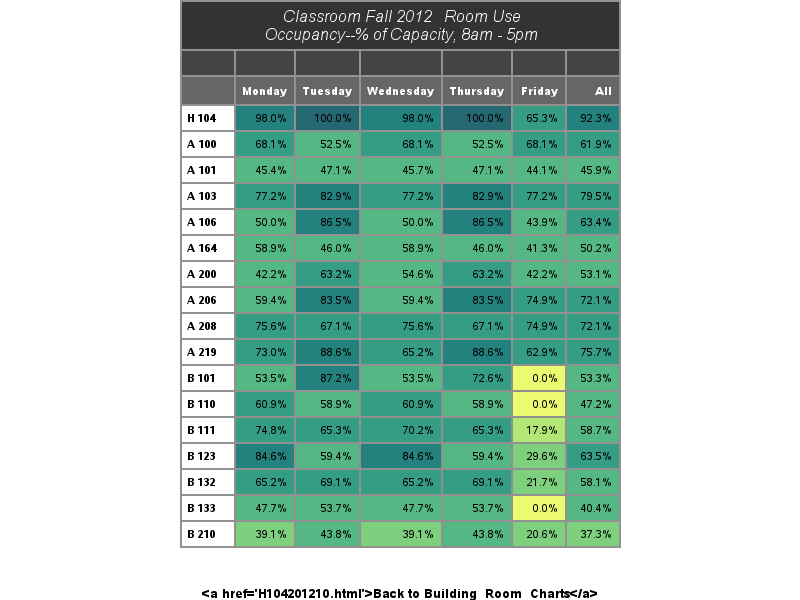 Classroom Fall 2012 Room Use
Occupancy--% of Capacity, 8am - 5pm
Monday Tuesday Wednesday Thursday Friday All
H 104 98.0% 100.0% 98.0% 100.0% 65.3% 92.3%
A 100 68.1% 52.5% 68.1% 52.5% 68.1% 61.9%
A 101 45.4% 47.1% 45.7% 47.1% 44.1% 45.9%
A 103 77.2% 82.9% 77.2% 82.9% 77.2% 79.5%
A 106 50.0% 86.5% 50.0% 86.5% 43.9% 63.4%
A 164 58.9% 46.0% 58.9% 46.0% 41.3% 50.2%
A 200 42.2% 63.2% 54.6% 63.2% 42.2% 53.1%
A 206 59.4% 83.5% 59.4% 83.5% 74.9% 72.1%
A 208 75.6% 67.1% 75.6% 67.1% 74.9% 72.1%
A 219 73.0% 88.6% 65.2% 88.6% 62.9% 75.7%
B 101 53.5% 87.2% 53.5% 72.6% 0.0% 53.3%
B 110 60.9% 58.9% 60.9% 58.9% 0.0% 47.2%
B 111 74.8% 65.3% 70.2% 65.3% 17.9% 58.7%
B 123 84.6% 59.4% 84.6% 59.4% 29.6% 63.5%
B 132 65.2% 69.1% 65.2% 69.1% 21.7% 58.1%
B 133 47.7% 53.7% 47.7% 53.7% 0.0% 40.4%
B 210 39.1% 43.8% 39.1% 43.8% 20.6% 37.3%
<a href='H104201210.html'>Back to Building_Room_Charts</a>